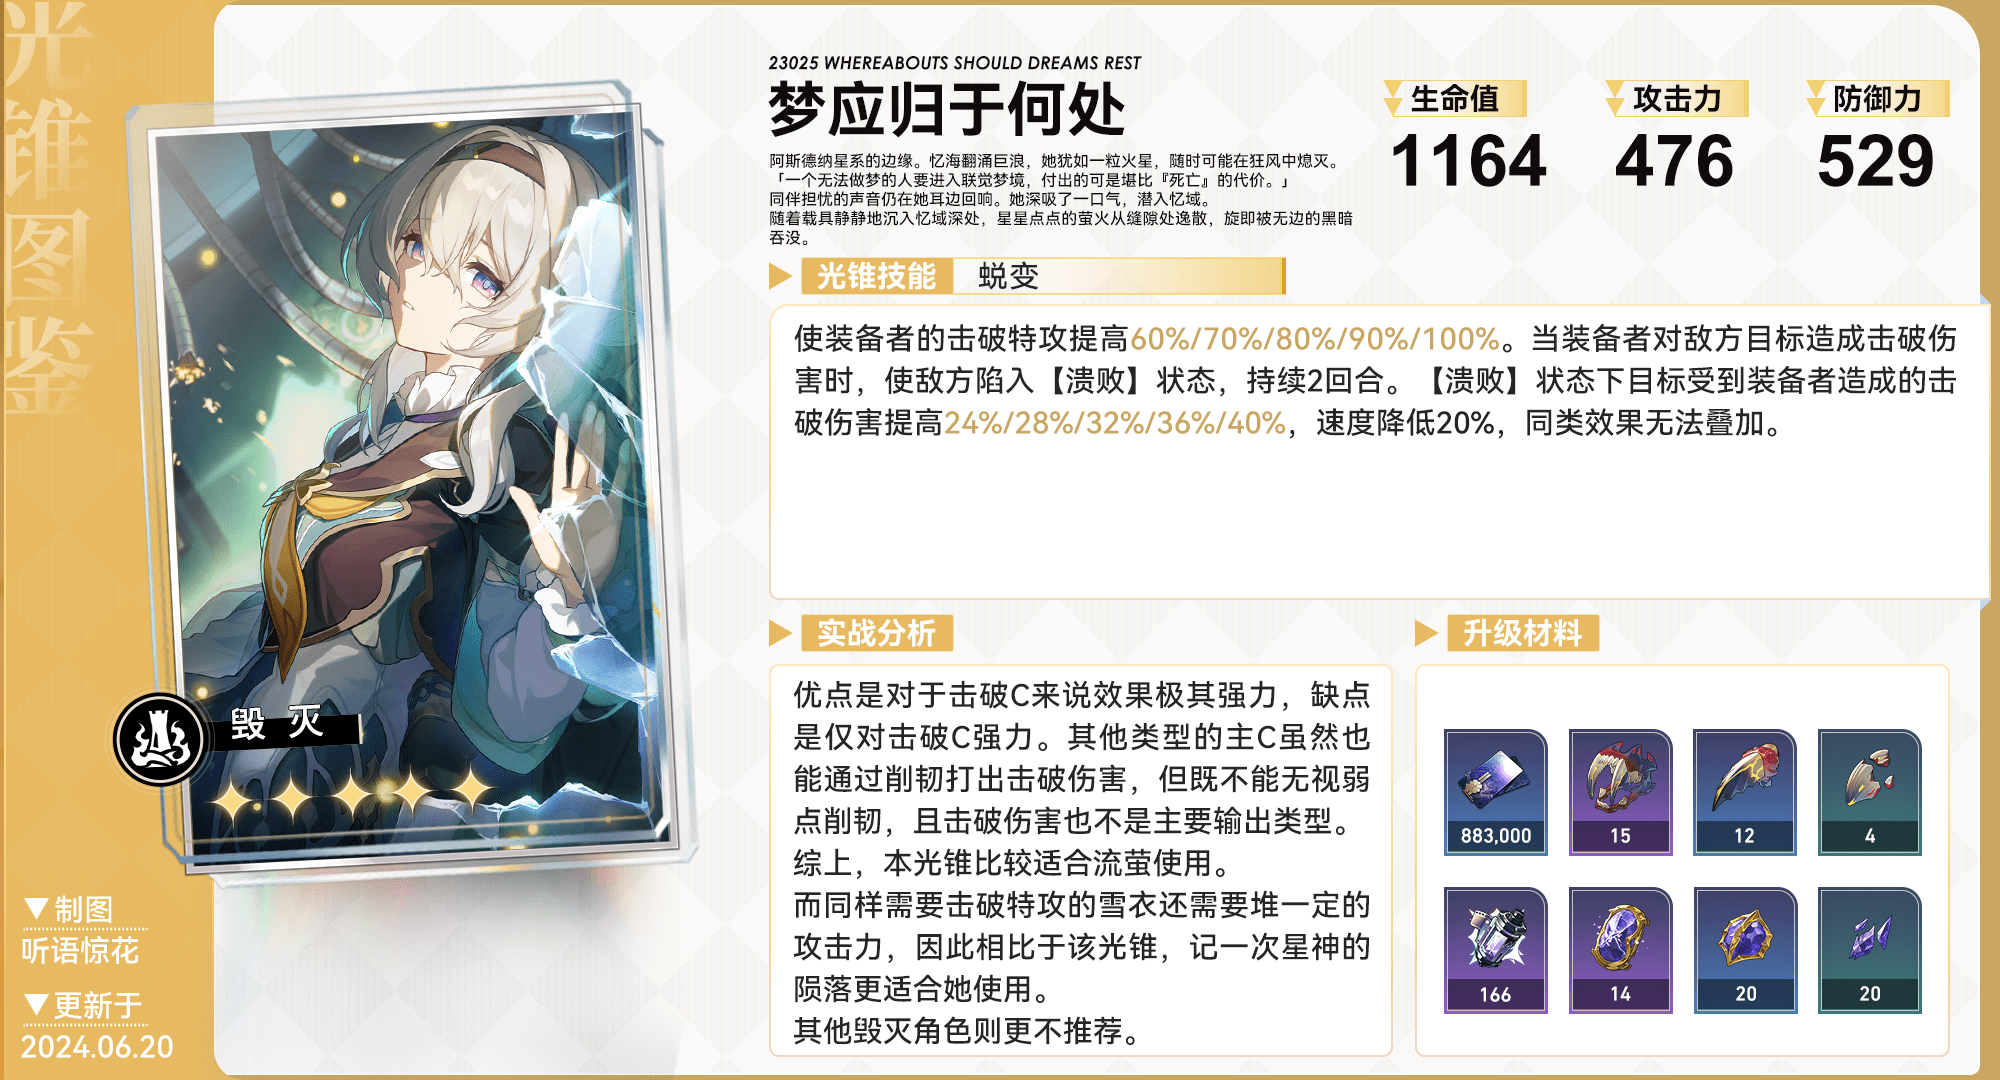 光锥图鉴
23025 WHEREABOUTS SHOULD DREAMS REST
梦应归于何处
阿斯德纳星系的边缘。忆海翻涌巨浪，她犹如一粒火星，随时可能在狂风中熄灭。
「一个无法做梦的人要进入联觉梦境，付出的可是堪比『死亡』的代价。」
同伴担忧的声音仍在她耳边回响。她深吸了一口气，潜入忆域。
随着载具静静地沉入忆域深处，星星点点的萤火从缝隙处逸散，旋即被无边的黑暗
吞没。
生命值
1164
攻击力
476
防御力
529
光锥技能 蜕变
使装备者的击破特攻提高60%/70%/80%/90%/100%。当装备者对敌方目标造成击破伤
害时，使敌方陷入【溃败】状态，持续2回合。【溃败】状态下目标受到装备者造成的击
破伤害提高24%/28%/32%/36%/40%，速度降低20%，同类效果无法叠加。
毁灭
实战分析
优点是对于击破C来说效果极其强力，缺点
是仅对击破C强力。其他类型的主C虽然也
能通过削韧打出击破伤害，但既不能无视弱
点削韧，且击破伤害也不是主要输出类型。
综上，本光锥比较适合流萤使用。
而同样需要击破特攻的雪衣还需要堆一定的
攻击力，因此相比于该光锥，记一次星神的
陨落更适合她使用。
其他毁灭角色则更不推荐。
升级材料
883,000 15 12 4
166 14 20 20
▼制图
听语惊花
▼更新于
2024.06.20